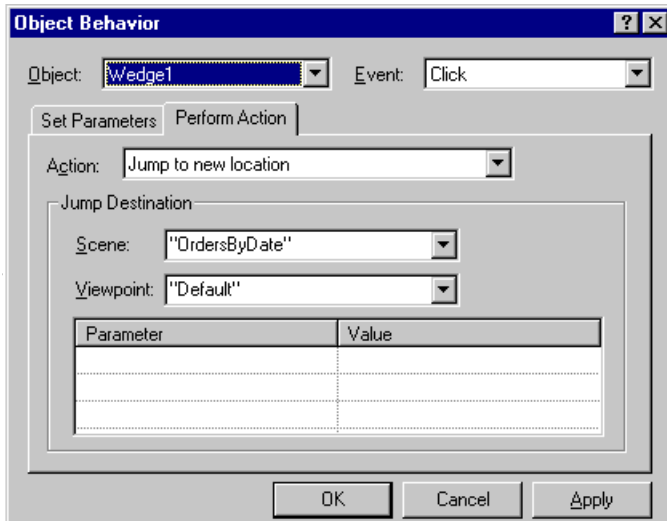 Object Behavior
Object: Wedge1 Event: Click
Set Parameters Perform Action
Action: Jump to new location
Jump Destination
Scene: "OrdersByDate"
Viewpoint: "Default"
Parameter Value
OK Cancel Apply